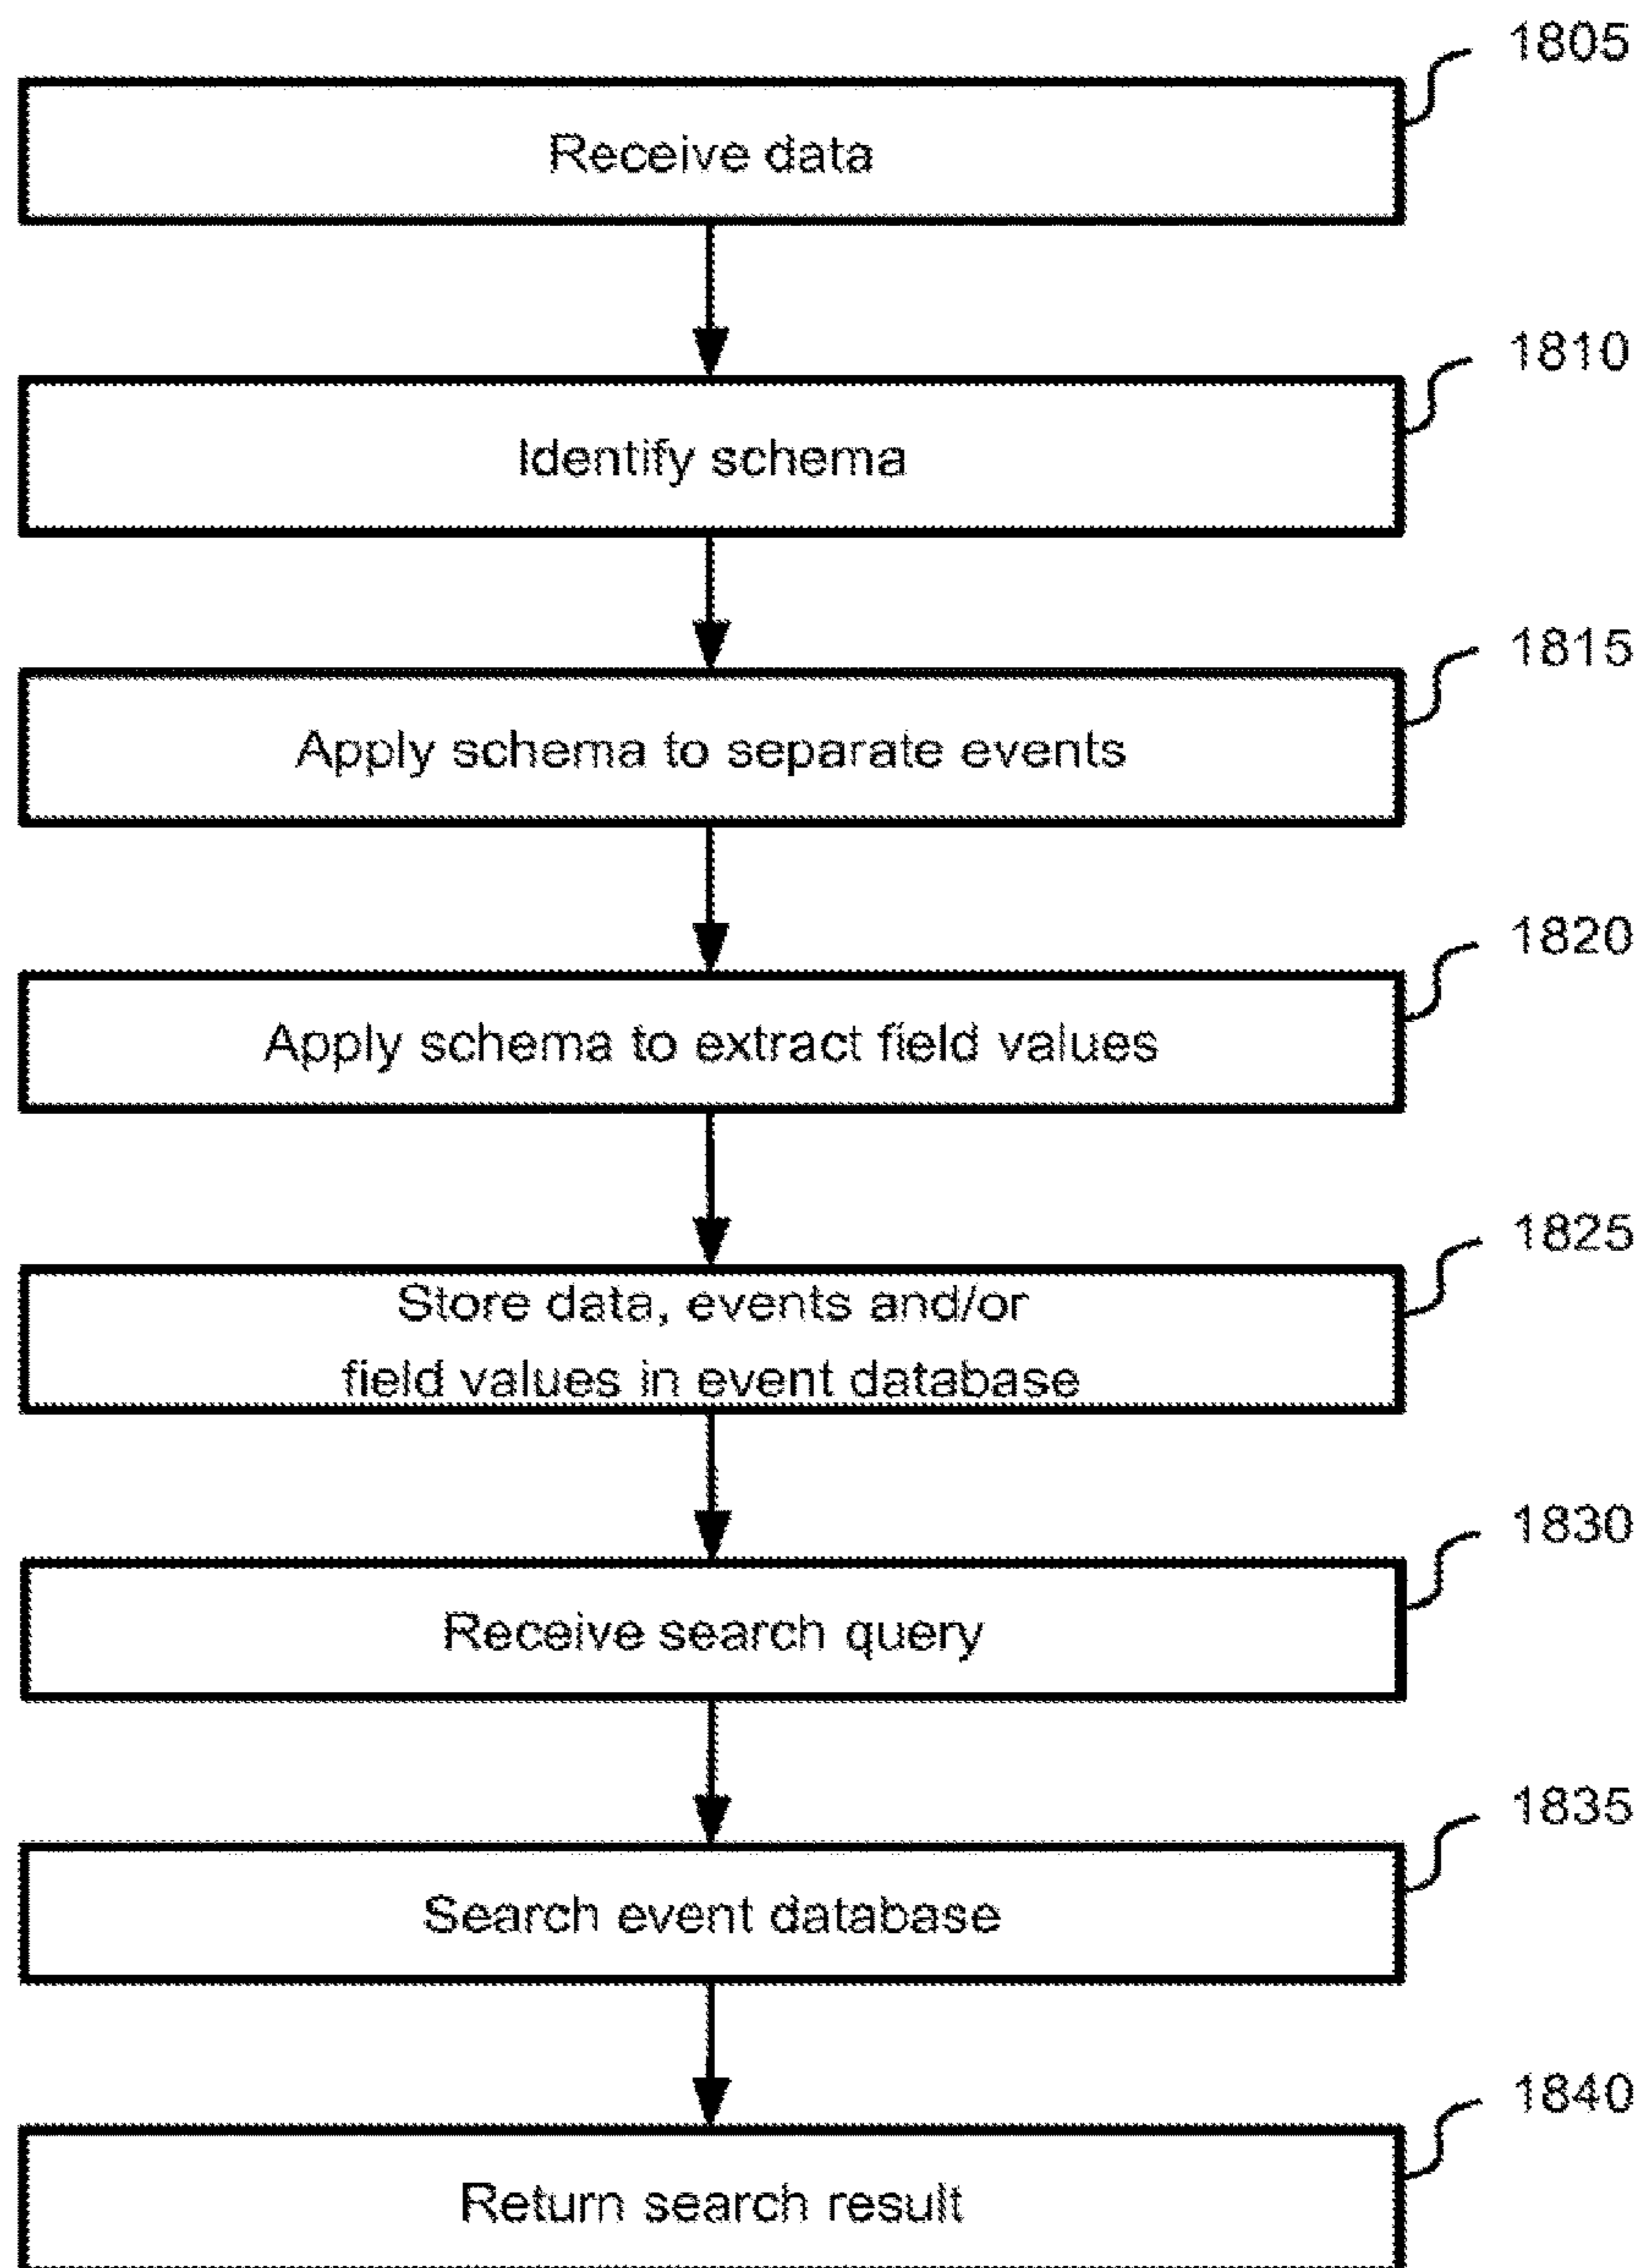 1805
Receive data
1810
Identify schema
1815
Apply schema to separate events
1820
Apply schema to extract field values
1825
Store data, events and/or
field values in event database
1830
Receive search query
1835
Search event database
1840
Return search result